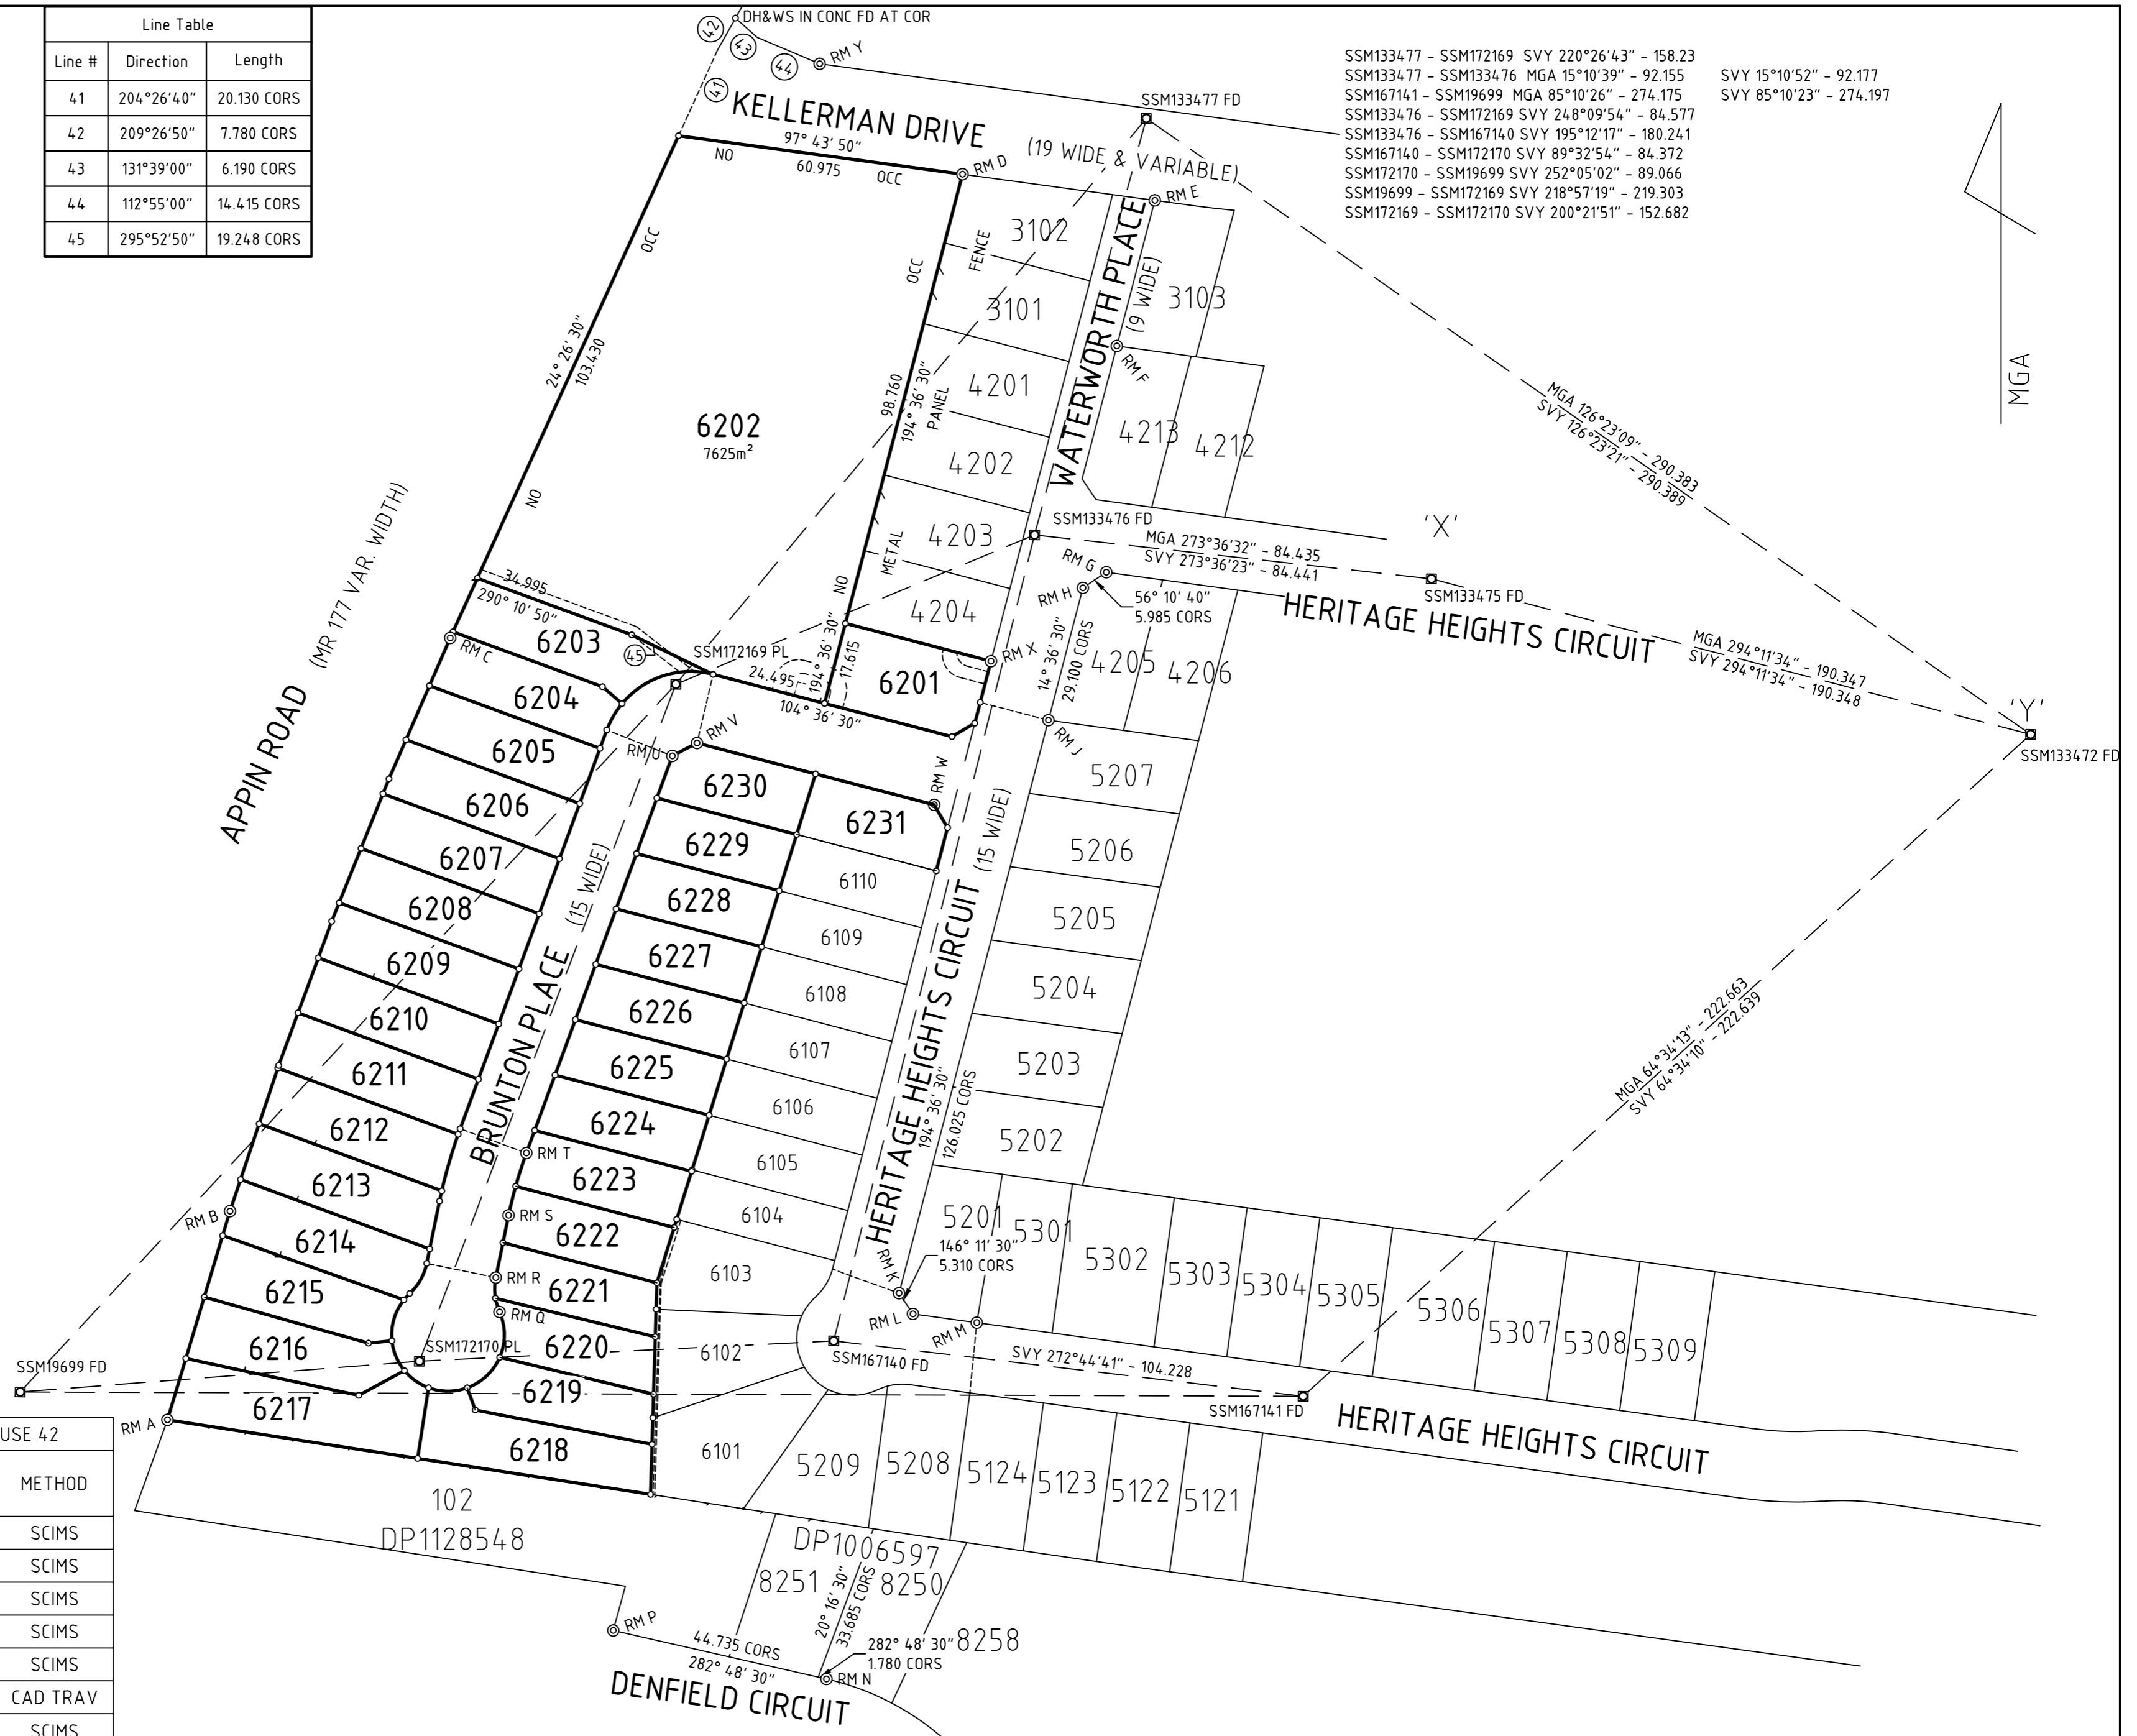 Line Table
Line # Direction Length
41 204°26'40" 20.130 CORS
42 209°26'50" 7.780 CORS
43 131°39'00" 6.190 CORS
44 112°55'00" 14.415 CORS
45 295°52'50" 19.248 CORS
42
43
44
41
DH&WS IN CONC FD AT COR
RM Y
SSM133477 - SSM172169 SVY 220°26'43" - 158.23
SSM133477 - SSM133476 MGA 15°10'39" - 92.155 SVY 15°10'52" - 92.177
SSM167141 - SSM19699 MGA 85°10'26" - 274.175 SVY 85°10'23" - 274.197
SSM133476 - SSM172169 SVY 248°09'54" - 84.577
SSM133476 - SSM167140 SVY 195°12'17" - 180.241
SSM167140 - SSM172170 SVY 89°32'54" - 84.372
SSM172170 - SSM19699 SVY 252°05'02" - 89.066
SSM19699 - SSM172169 SVY 218°57'19" - 219.303
SSM172169 - SSM172170 SVY 200°21'51" - 152.682
MGA
SSM133477 FD
KELLERMAN DRIVE
(19 WIDE & VARIABLE)
97° 43' 50"
60.975
NO
OCC
RM D
RM E
WATERWORTH PLACE
(9 WIDE)
RM F
3102
3101
3103
4201
4202
4203
4204
4213
4212
FENCE
PANEL
METAL
OCC
NO
98.760
194° 36' 30"
OCC
NO
24° 26' 30"
103.430
6202
7625m²
MGA 126°23'09" - 290.383
SVY 126°23'21" - 290.389
SSM133476 FD
MGA 273°36'32" - 84.435
SVY 273°36'23" - 84.441
'X'
SSM133475 FD
MGA 294°11'34" - 190.347
SVY 294°11'34" - 190.348
'Y'
SSM133472 FD
MGA 64°34'13" - 222.663
SVY 64°34'10" - 222.639
RM G
RM H
56° 10' 40"
5.985 CORS
14° 36' 30"
29.100 CORS
HERITAGE HEIGHTS CIRCUIT
4205
4206
RM X
RM J
APPIN ROAD
(MR 177 VAR. WIDTH)
34.995
290° 10' 50"
45
SSM172169 PL
24.495
104° 36' 30"
194° 36' 30"
17.615
RM C
RM U
RM V
RM W
6201
6203
6204
6205
6206
6207
6208
6209
6210
6211
6212
6213
6214
6215
6216
6217
6218
6219
6220
6221
6222
6223
6224
6225
6226
6227
6228
6229
6230
6231
BRUNTON PLACE
(15 WIDE)
6110
6109
6108
6107
6106
6105
6104
6103
6102
6101
HERITAGE HEIGHTS CIRCUIT
(15 WIDE)
194° 36' 30"
126.025 CORS
5207
5206
5205
5204
5203
5202
5201
5301
5302
5303
5304
5305
5306
5307
5308
5309
RM T
RM S
RM R
RM Q
RM B
RM A
RM K
146° 11' 30"
5.310 CORS
RM L
RM M
SSM19699 FD
SSM172170 PL
SSM167140 FD
SVY 272°44'41" - 104.228
SSM167141 FD
HERITAGE HEIGHTS CIRCUIT
5209
5208
5124
5123
5122
5121
102
DP1128548
DP1006597
8251
8250
8258
20° 16' 30"
33.685 CORS
RM P
44.735 CORS
282° 48' 30"
282° 48' 30"
1.780 CORS
RM N
DENFIELD CIRCUIT
USE 42
METHOD
SCIMS
SCIMS
SCIMS
SCIMS
SCIMS
CAD TRAV
SCIMS